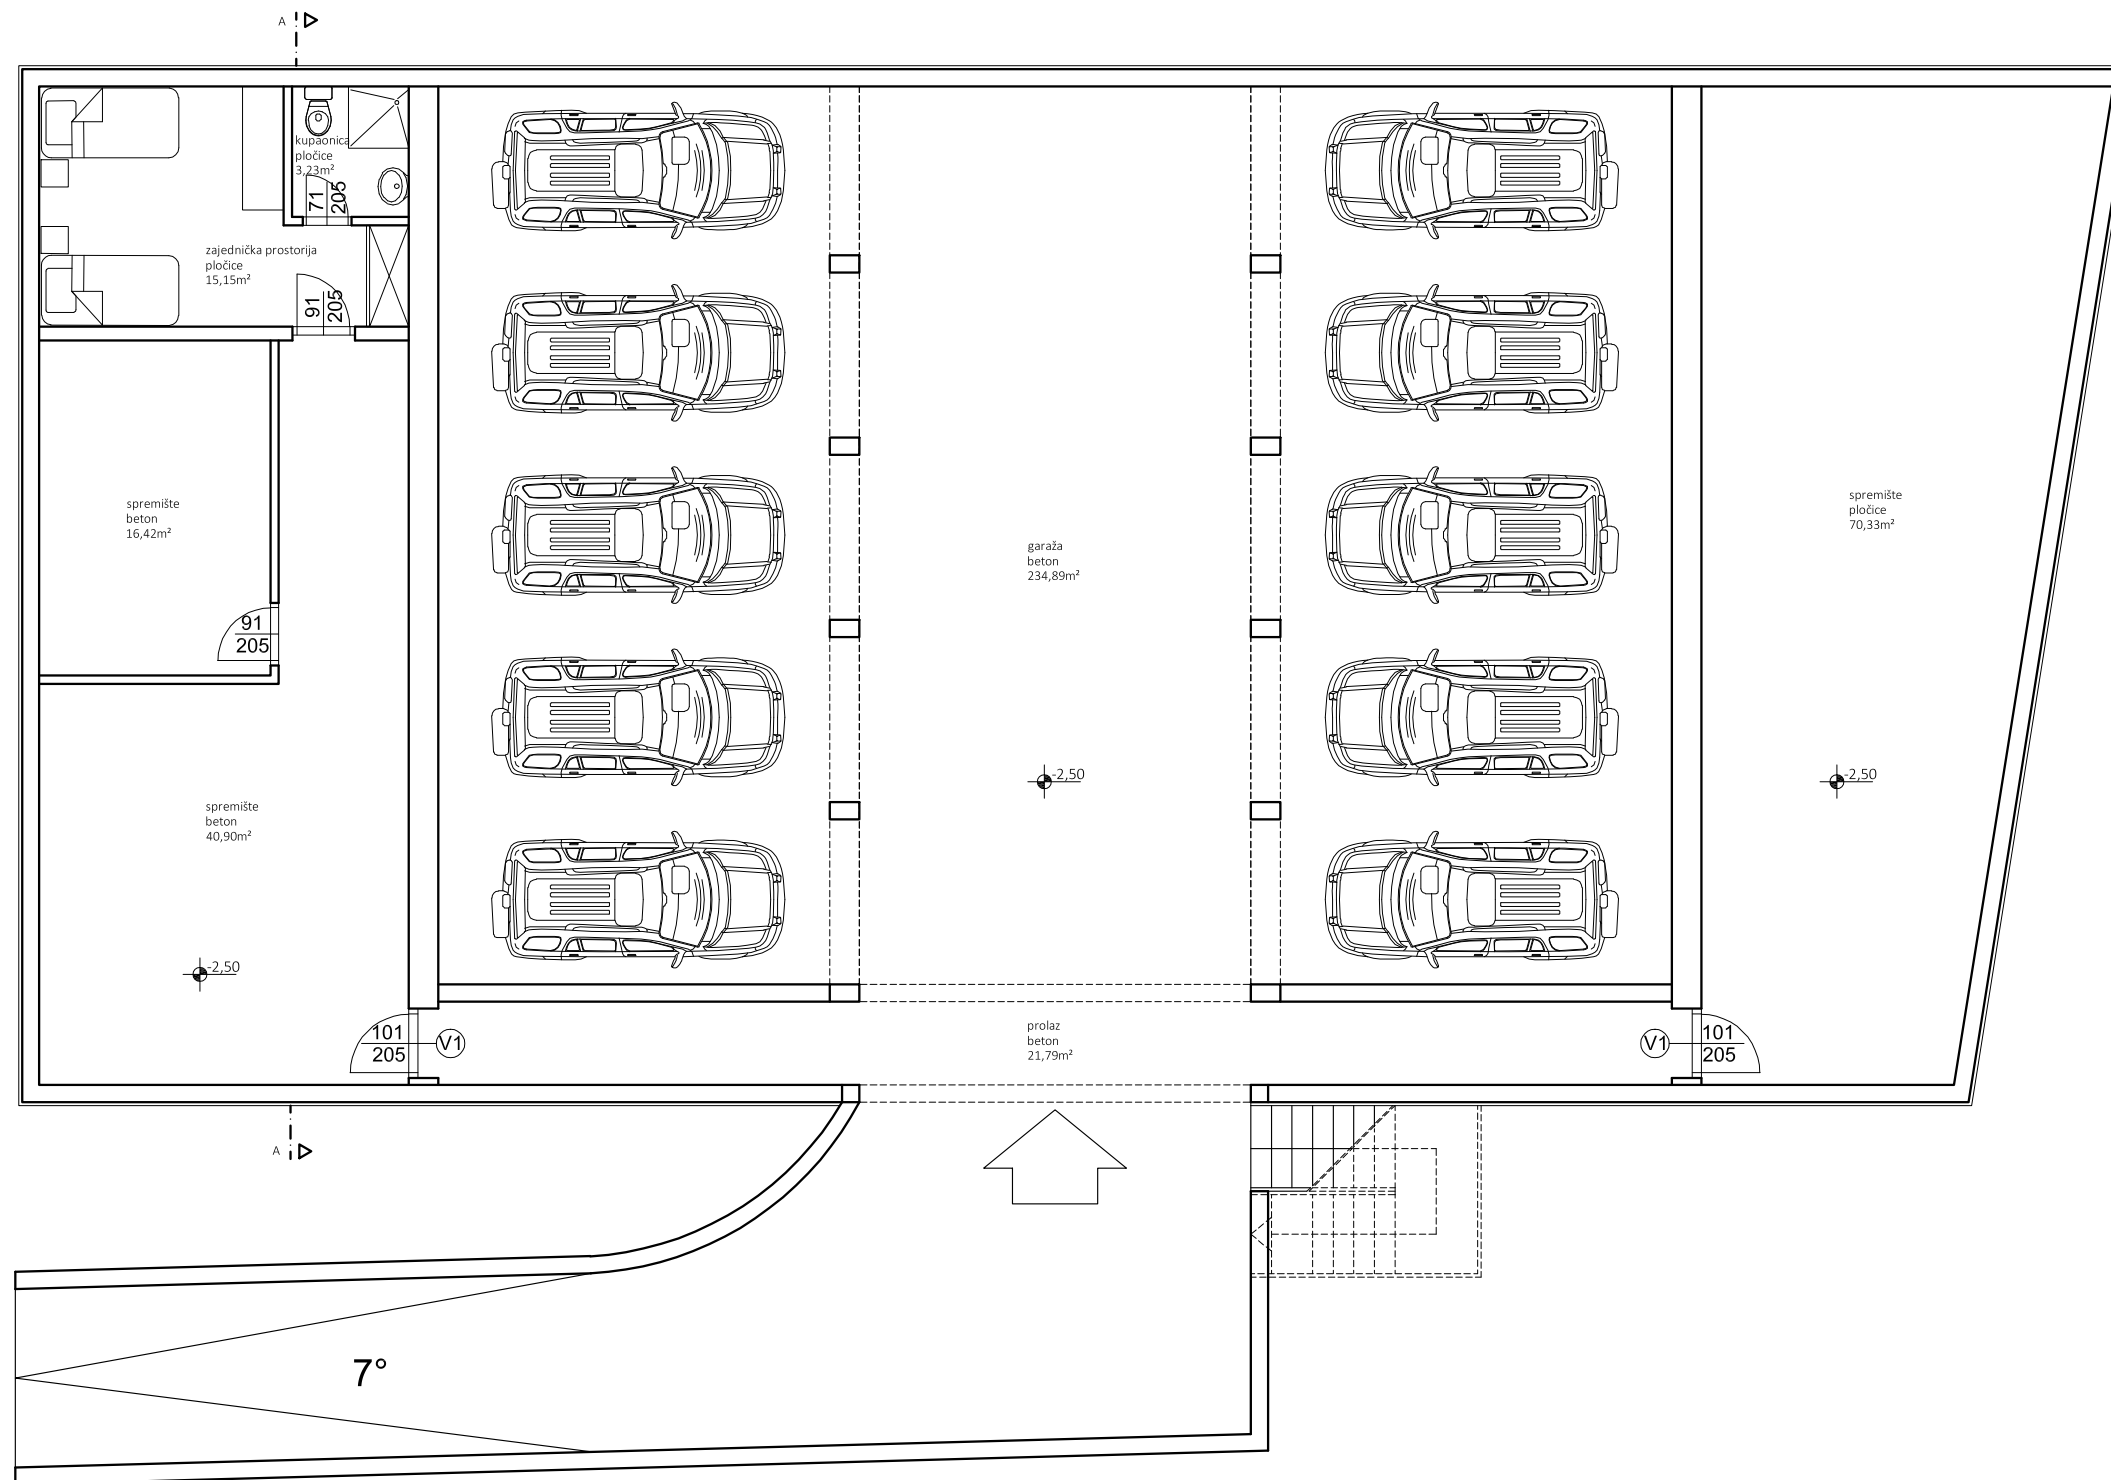 A
kupaonica
pločice
3,23m²
71
205
zajednička prostorija
pločice
15,15m²
91
205
spremište
beton
16,42m²
91
205
garaža
beton
234,89m²
spremište
pločice
70,33m²
-2,50
-2,50
spremište
beton
40,90m²
-2,50
101
205
V1
prolaz
beton
21,79m²
V1
101
205
A
7°